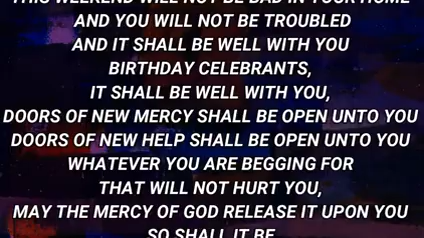 THIS WEEKEND WILL NOT BE BAD IN YOUR HOME
AND YOU WILL NOT BE TROUBLED
AND IT SHALL BE WELL WITH YOU
BIRTHDAY CELEBRANTS,
IT SHALL BE WELL WITH YOU,
DOORS OF NEW MERCY SHALL BE OPEN UNTO YOU
DOORS OF NEW HELP SHALL BE OPEN UNTO YOU
WHATEVER YOU ARE BEGGING FOR
THAT WILL NOT HURT YOU,
MAY THE MERCY OF GOD RELEASE IT UPON YOU
SO SHALL IT BE